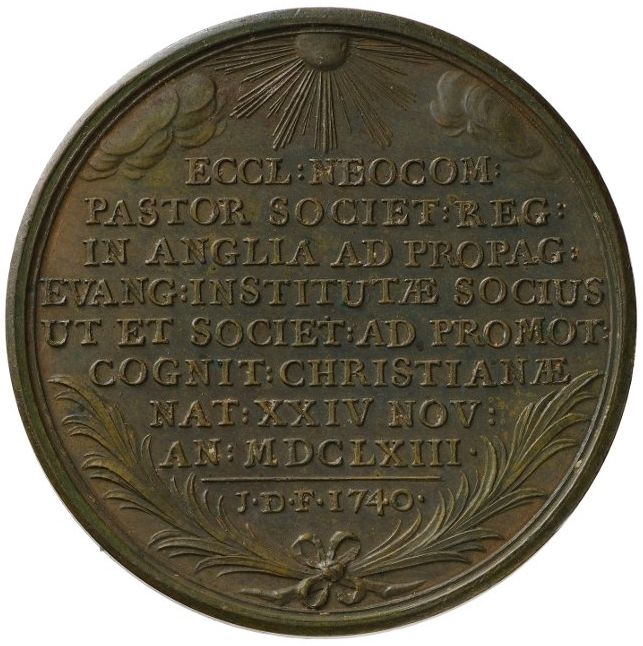 ECCL:NEOCOM:
PASTOR SOCIET:REG:
IN ANGLIA AD PROPAG:
EVANG:INSTITUTÆ SOCIUS
UT ET SOCIET:AD PROMOT:
COGNIT:CHRISTIANÆ
NAT:XXIV NOV:
AN: MDCLXIII·
J·D·F·1740·